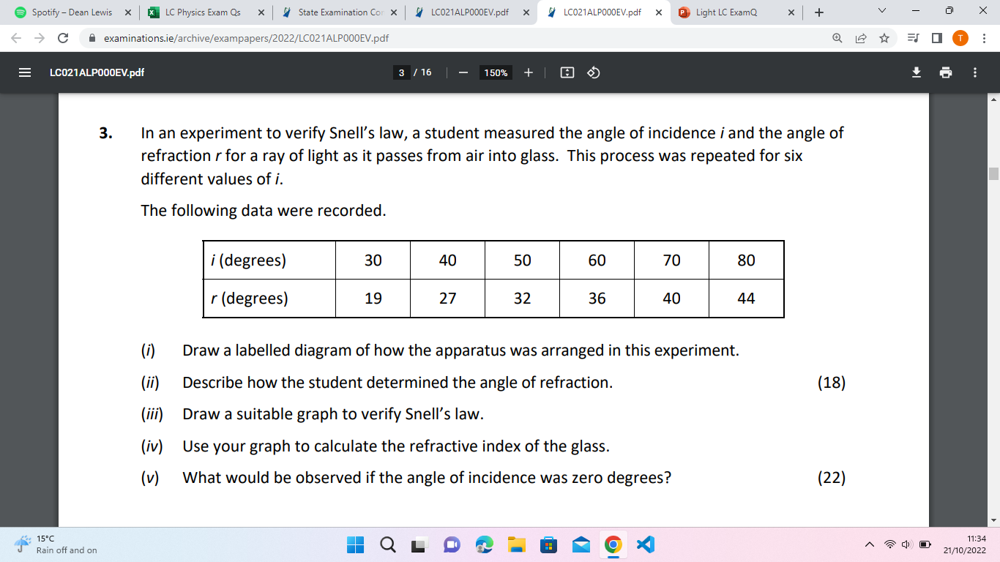 Spotify – Dean Lewis
LC Physics Exam Qs
State Examination Cor
LC021ALP000EV.pdf
LC021ALP000EV.pdf
Light LC ExamQ
examinations.ie/archive/exampapers/2022/LC021ALP000EV.pdf
T
LC021ALP000EV.pdf
3 / 16
150%
3. In an experiment to verify Snell’s law, a student measured the angle of incidence i and the angle of
refraction r for a ray of light as it passes from air into glass. This process was repeated for six
different values of i.
The following data were recorded.
i (degrees) 30 40 50 60 70 80
r (degrees) 19 27 32 36 40 44
(i) Draw a labelled diagram of how the apparatus was arranged in this experiment.
(ii) Describe how the student determined the angle of refraction. (18)
(iii) Draw a suitable graph to verify Snell’s law.
(iv) Use your graph to calculate the refractive index of the glass.
(v) What would be observed if the angle of incidence was zero degrees? (22)
15°C
Rain off and on
11:34
21/10/2022